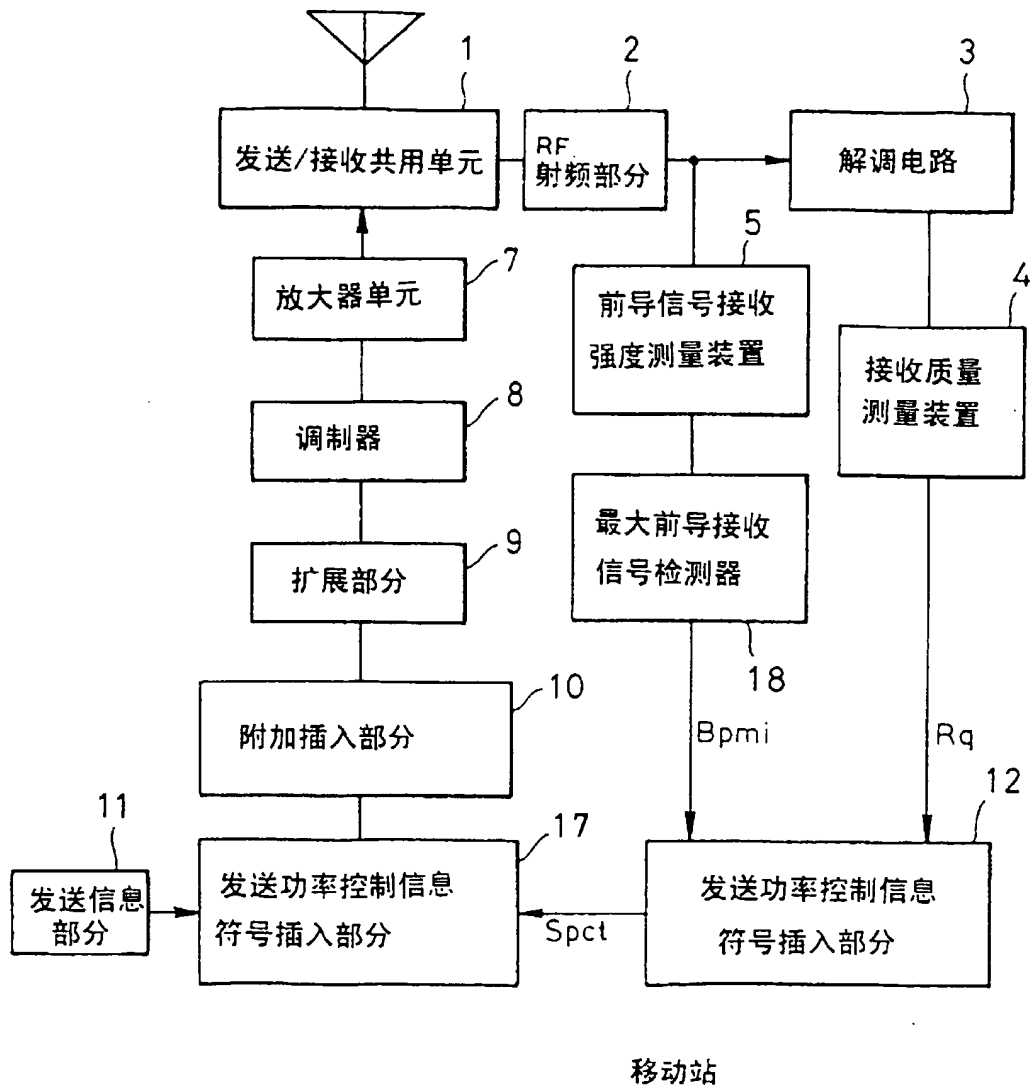 1
2
3
发送/接收共用单元
RF
射频部分
解调电路
7
放大器单元
5
前导信号接收
强度测量装置
4
接收质量
测量装置
8
调制器
最大前导接收
信号检测器
9
扩展部分
18
10
附加插入部分
Bpmi
Rq
11
发送信息
部分
17
发送功率控制信息
符号插入部分
Spct
12
发送功率控制信息
符号插入部分
移动站